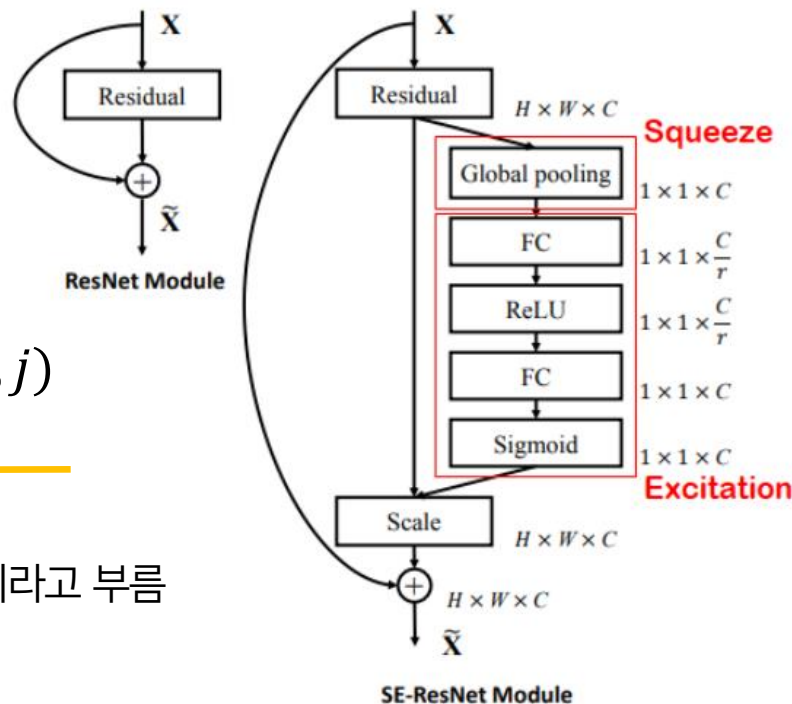 X
Residual
+
X̃
ResNet Module
j)
라고 부름
X
Residual
H × W × C
Squeeze
Global pooling
1 × 1 × C
FC
1 × 1 × C/r
ReLU
1 × 1 × C/r
FC
1 × 1 × C
Sigmoid
1 × 1 × C
Excitation
Scale
H × W × C
+
H × W × C
X̃
SE-ResNet Module